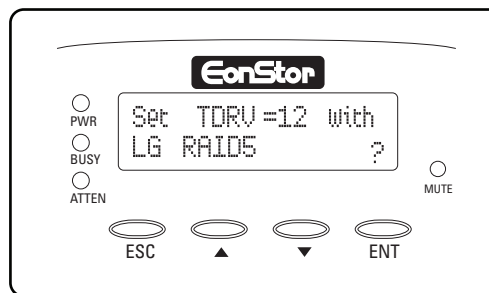 EonStor
PWR
BUSY
ATTEN
Set TDRV =12 with
LG RAID5 ?
MUTE
ESC ▲ ▼ ENT